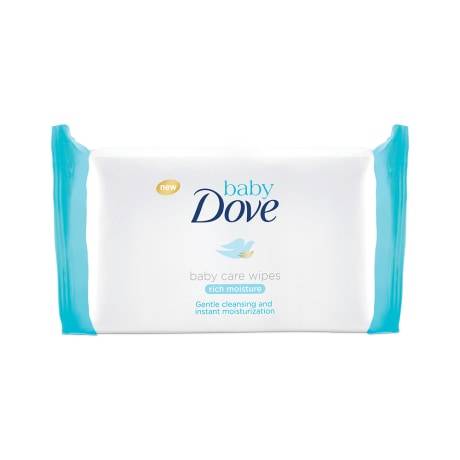 new
baby
Dove
baby care wipes
rich moisture
Gentle cleansing and
instant moisturization